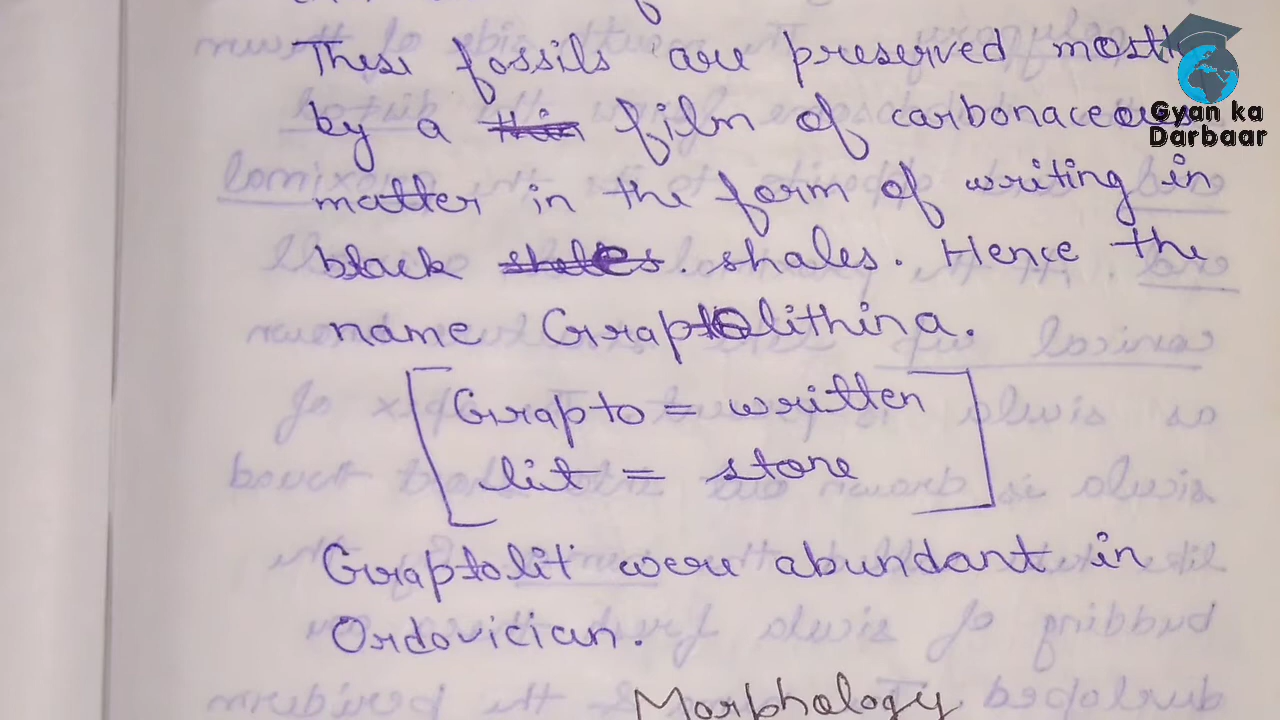 These fossils are preserved mostly
by a film of carbonaceous
matter in the form of writing in
black shales. Hence the
name Graptolithina.
Grapto = written
lit = stone
Graptolit were abundant in
Ordovician.
Morphology
Gyan ka
Darbaar